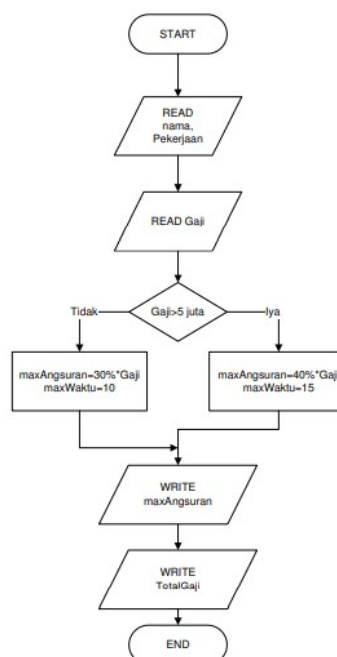 START
READ
nama,
Pekerjaan
READ Gaji
Gaji>5 juta
Tidak
Iya
maxAngsuran=30%*Gaji
maxWaktu=10
maxAngsuran=40%*Gaji
maxWaktu=15
WRITE
maxAngsuran
WRITE
TotalGaji
END